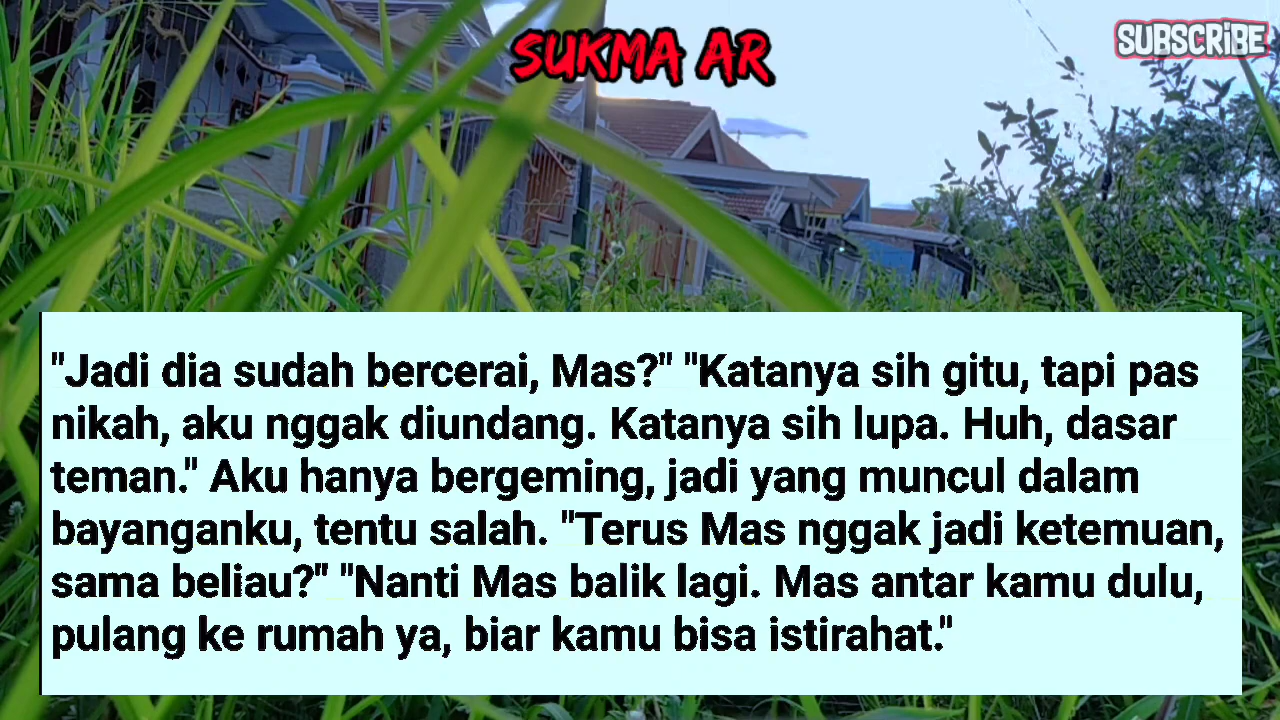 SUKMA AR
SUBSCRIBE
"Jadi dia sudah bercerai, Mas?" "Katanya sih gitu, tapi pas
nikah, aku nggak diundang. Katanya sih lupa. Huh, dasar
teman." Aku hanya bergeming, jadi yang muncul dalam
bayanganku, tentu salah. "Terus Mas nggak jadi ketemuan,
sama beliau?" "Nanti Mas balik lagi. Mas antar kamu dulu,
pulang ke rumah ya, biar kamu bisa istirahat."